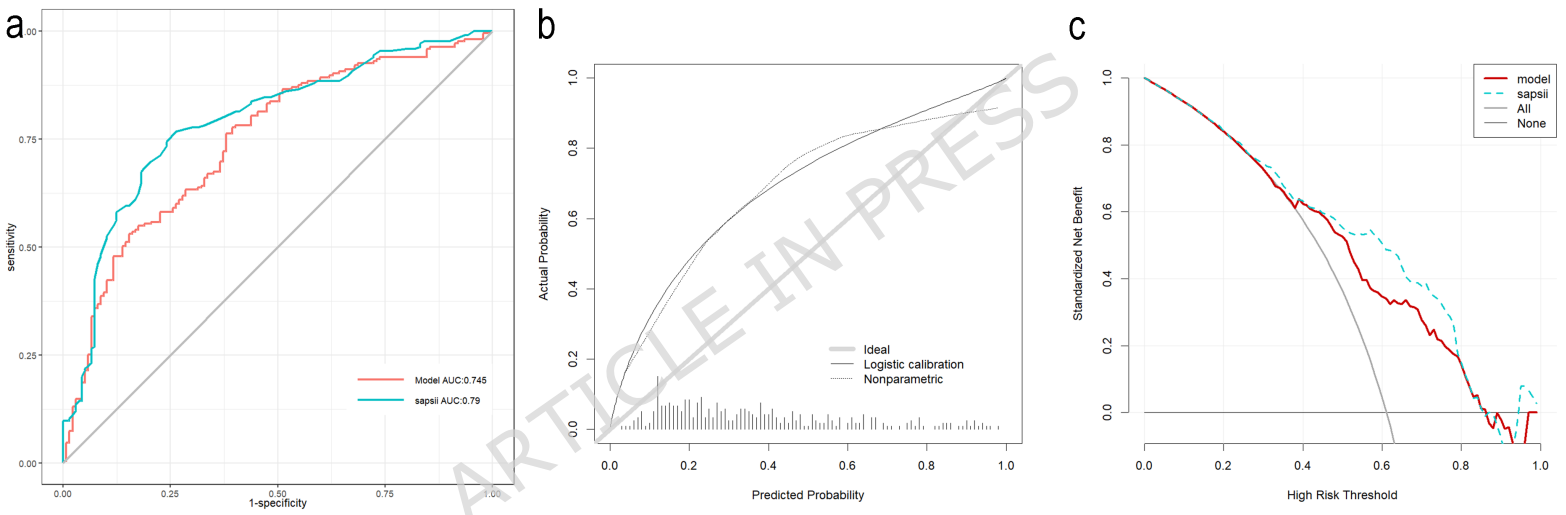 a
sensitivity
1.00
0.75
0.50
0.25
0.00
Model AUC:0.745
sapsii AUC:0.79
0.00 0.25 0.50 0.75 1.00
1-specificity
b
Actual Probability
1.0
0.8
0.6
0.4
0.2
0.0
Ideal
Logistic calibration
Nonparametric
0.0 0.2 0.4 0.6 0.8 1.0
Predicted Probability
c
Standardized Net Benefit
1.0
0.8
0.6
0.4
0.2
0.0
model
sapsii
All
None
0.0 0.2 0.4 0.6 0.8 1.0
High Risk Threshold
ARTICLE IN PRESS